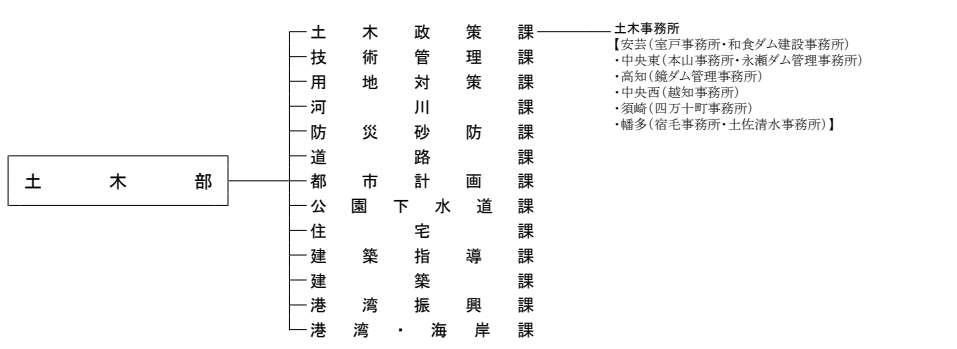 土木部
土木政策課
技術管理課
用地対策課
河川課
防災砂防課
道路課
都市計画課
公園下水道課
住宅課
建築指導課
建築課
港湾振興課
港湾・海岸課
土木事務所
【安芸(室戸事務所・和食ダム建設事務所)
・中央東(本山事務所・永瀬ダム管理事務所)
・高知(鏡ダム管理事務所)
・中央西(越知事務所)
・須崎(四万十町事務所)
・幡多(宿毛事務所・土佐清水事務所)】